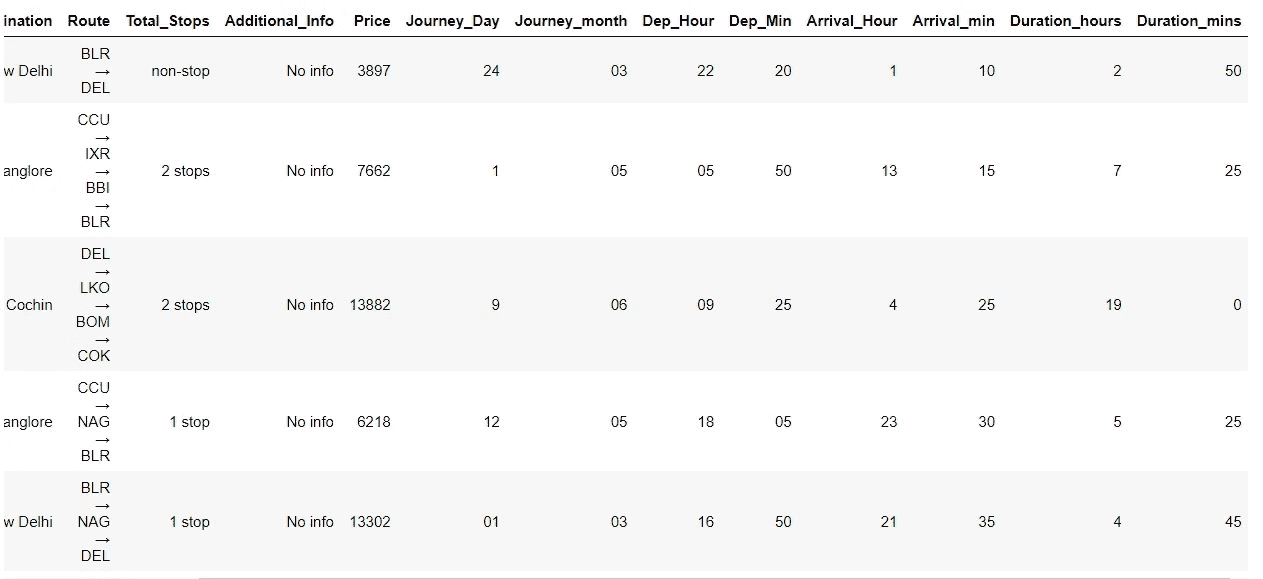 ination Route Total_Stops Additional_Info Price Journey_Day Journey_month Dep_Hour Dep_Min Arrival_Hour Arrival_min Duration_hours Duration_mins
BLR
→
w Delhi non-stop No info 3897 24 03 22 20 1 10 2 50
DEL
CCU
→
IXR
anglore → 2 stops No info 7662 1 05 05 50 13 15 7 25
BBI
→
BLR
DEL
→
LKO
Cochin → 2 stops No info 13882 9 06 09 25 4 25 19 0
BOM
→
COK
CCU
→
anglore NAG 1 stop No info 6218 12 05 18 05 23 30 5 25
→
BLR
BLR
→
w Delhi NAG 1 stop No info 13302 01 03 16 50 21 35 4 45
→
DEL